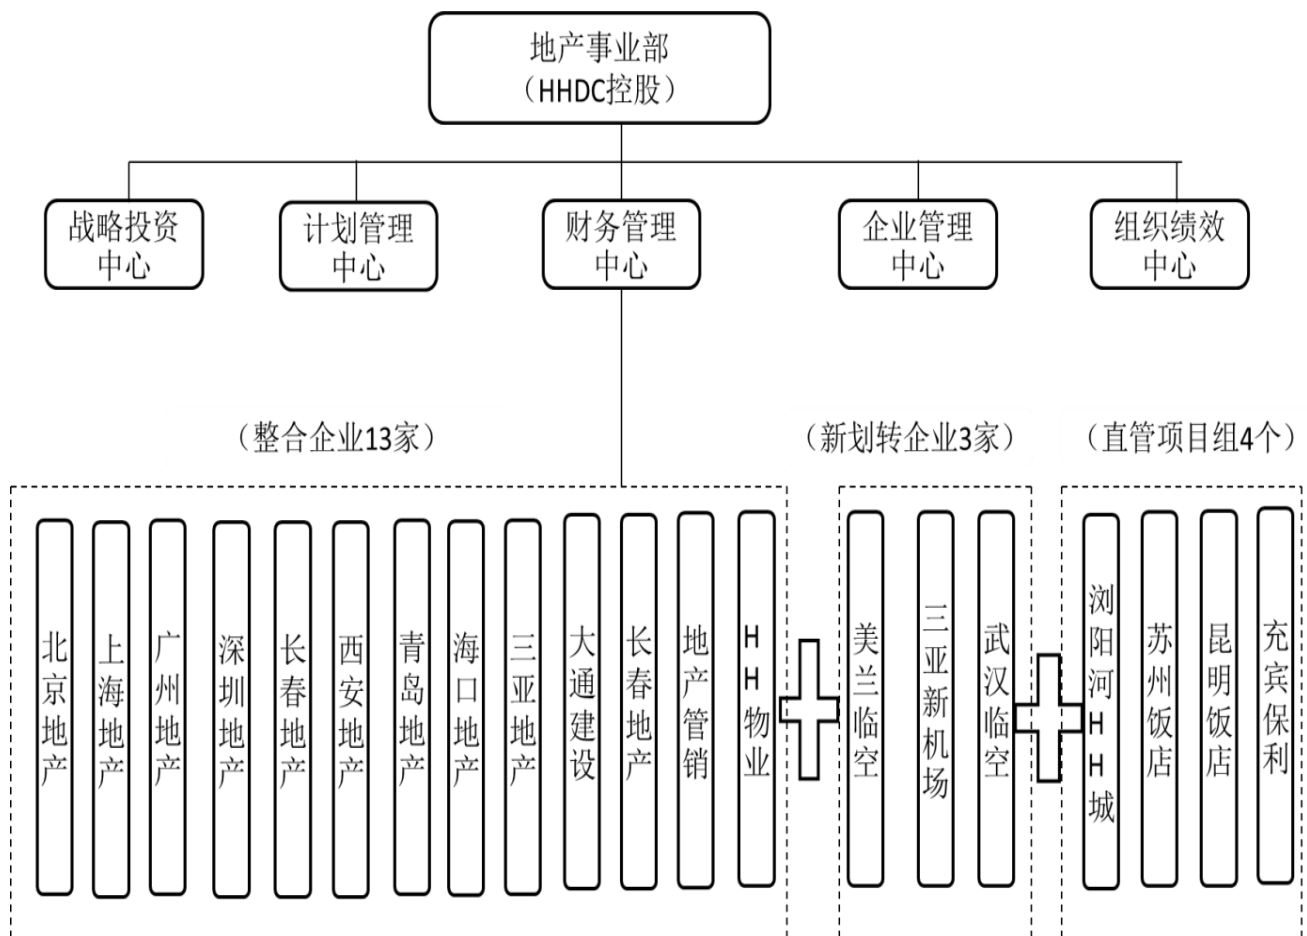 地产事业部
（HHDC控股）
战略投资
中心
计划管理
中心
财务管理
中心
企业管理
中心
组织绩效
中心
（整合企业13家）
（新划转企业3家）
（直管项目组4个）
北京地产
上海地产
广州地产
深圳地产
长春地产
西安地产
青岛地产
海口地产
三亚地产
大通建设
长春地产
地产管销
HH物业
美兰临空
三亚新机场
武汉临空
浏阳河HH城
苏州饭店
昆明饭店
充宾保利